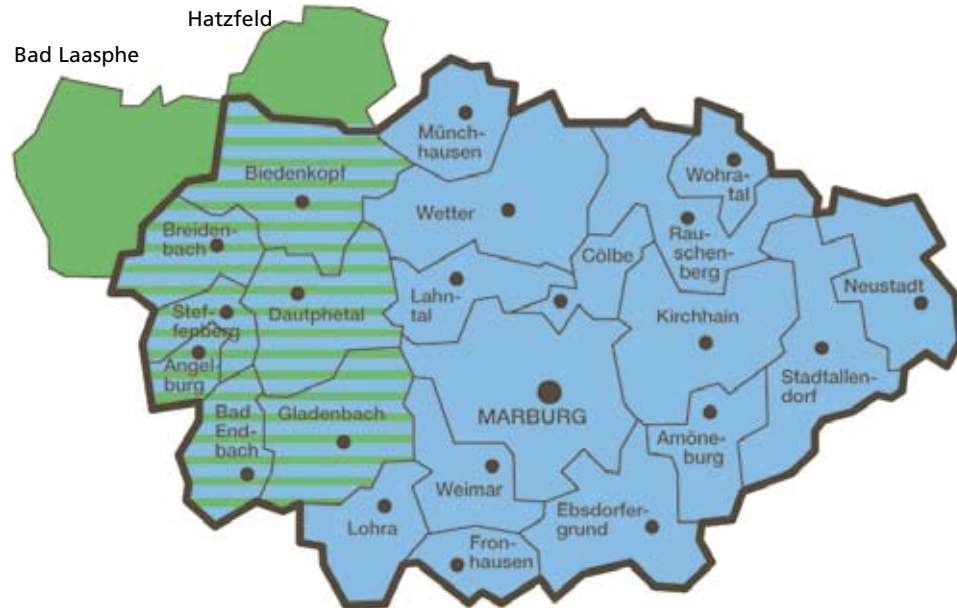 Hatzfeld
Bad Laasphe
Münch-
hausen
Biedenkopf
Wohra-
tal
Wetter
Breiden-
bach
Rau-
schen-
berg
Cölbe
Lahn-
tal
Neustadt
Stef-
fenberg
Dautphetal
Kirchhain
Angel-
burg
Stadtallen-
dorf
Bad
End-
bach
Gladenbach
MARBURG
Amöne-
burg
Weimar
Ebsdorfer-
grund
Lohra
Fron-
hausen